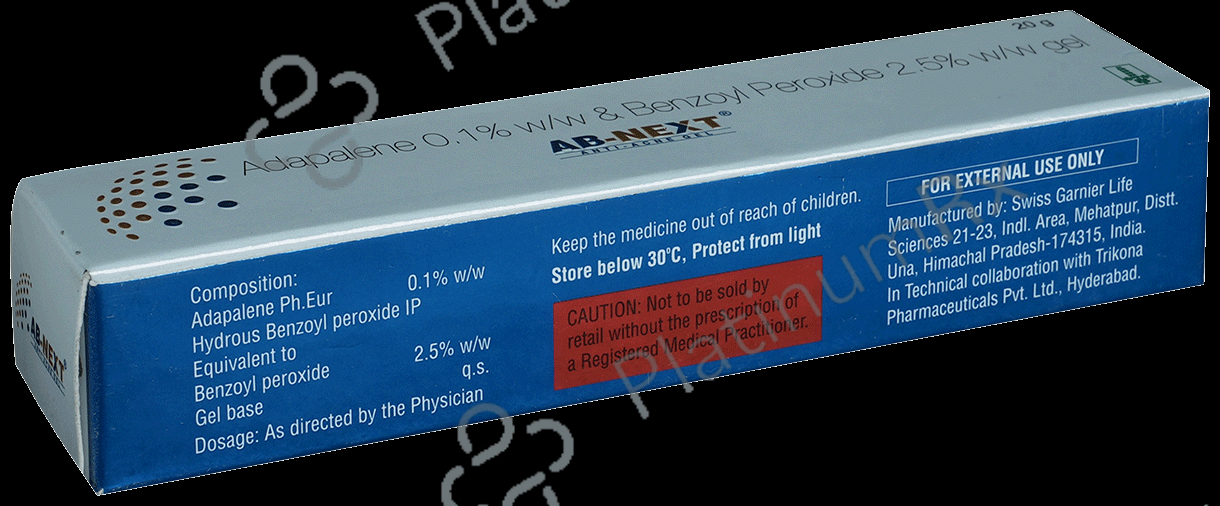 20 g
Adapalene 0.1% w/w & Benzoyl Peroxide 2.5% w/w gel
AB-NEXT®
ANTI-ACNE GEL
AB-NEXT®
Composition:
Adapalene Ph.Eur 0.1% w/w
Hydrous Benzoyl peroxide IP
Equivalent to
Benzoyl peroxide 2.5% w/w
Gel base q.s.
Dosage: As directed by the Physician
Keep the medicine out of reach of children.
Store below 30°C, Protect from light
CAUTION: Not to be sold by
retail without the prescription of
a Registered Medical Practitioner.
FOR EXTERNAL USE ONLY
Manufactured by: Swiss Garnier Life
Sciences 21-23, Indl. Area, Mehatpur, Distt.
Una, Himachal Pradesh-174315, India.
In Technical collaboration with Trikona
Pharmaceuticals Pvt. Ltd., Hyderabad.
Platinum
PlatinumRx